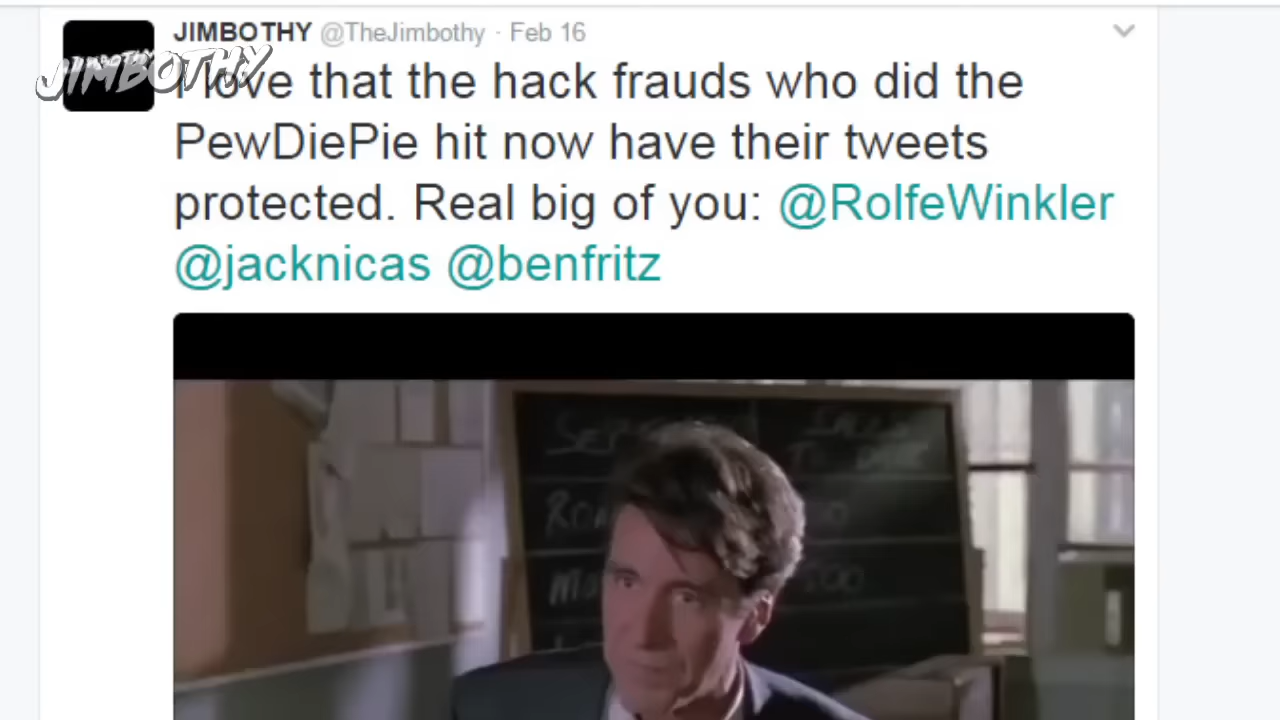 JIMBOTHY @TheJimbothy · Feb 16
JIMBOTHY
I love that the hack frauds who did the
PewDiePie hit now have their tweets
protected. Real big of you: @RolfeWinkler
@jacknicas @benfritz